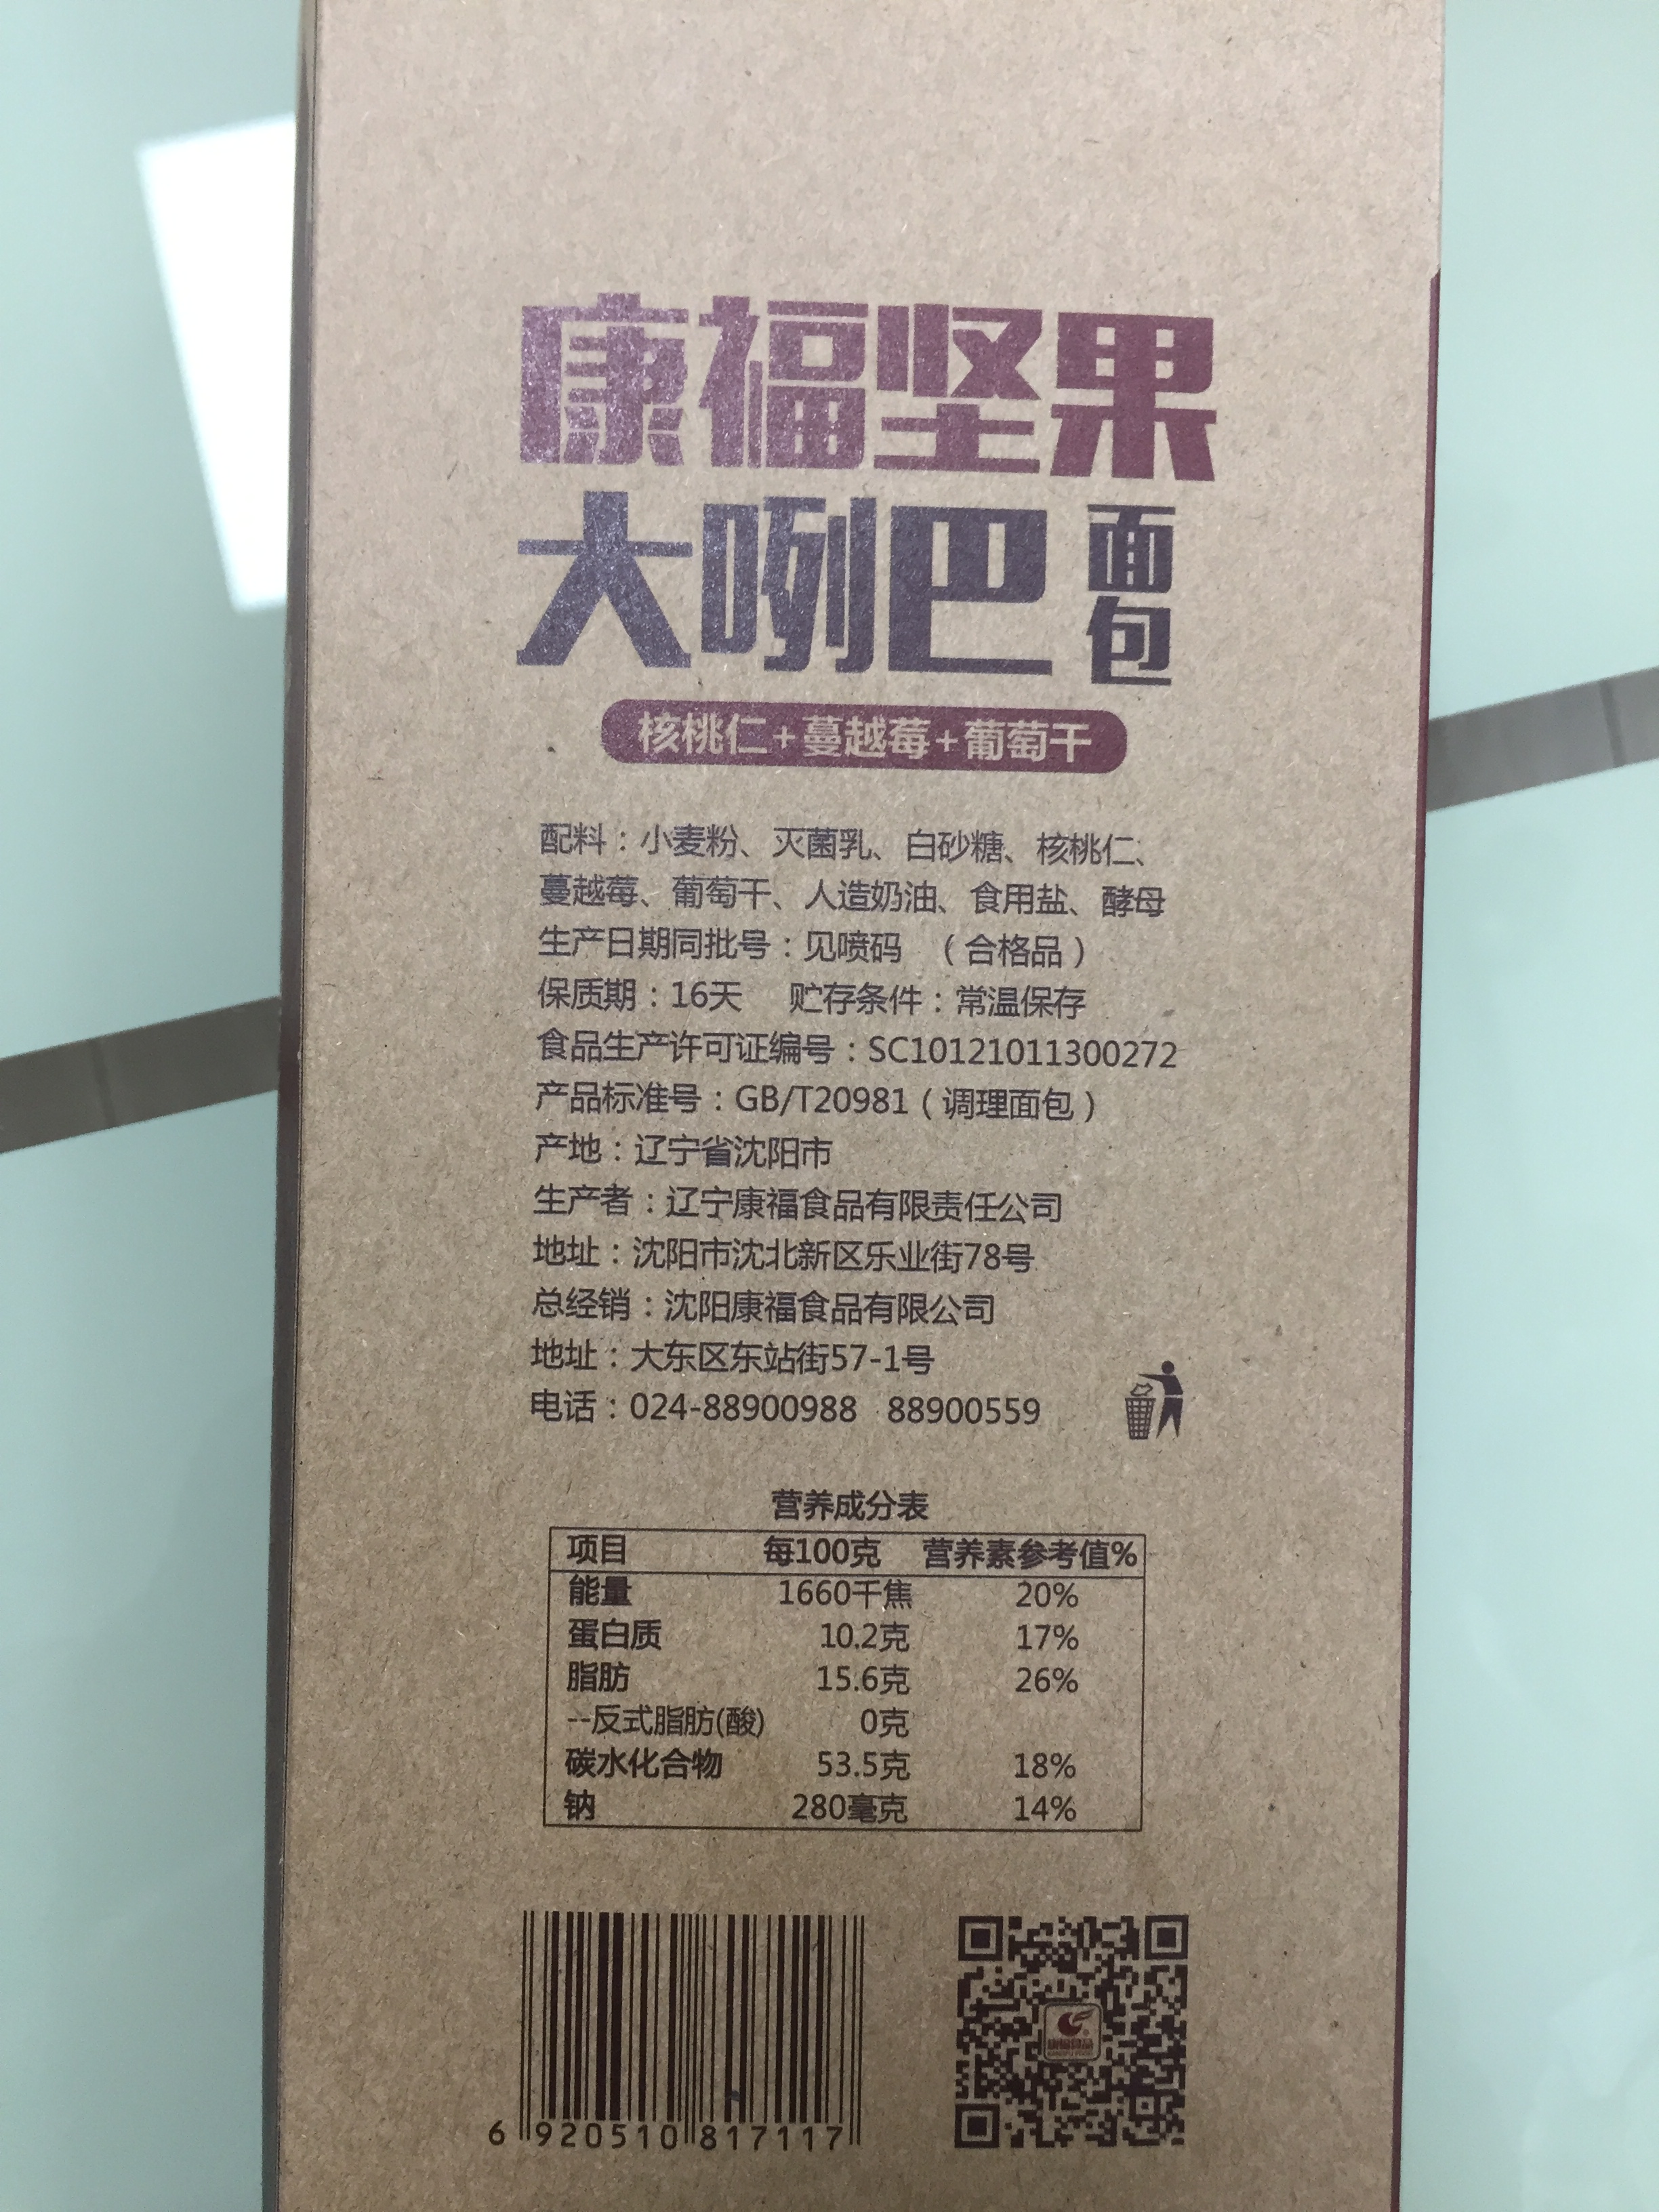 康福坚果
大咧巴 面包
核桃仁+蔓越莓+葡萄干
配料：小麦粉、灭菌乳、白砂糖、核桃仁、
蔓越莓、葡萄干、人造奶油、食用盐、酵母
生产日期同批号：见喷码 （合格品）
保质期：16天 贮存条件：常温保存
食品生产许可证编号：SC10121011300272
产品标准号：GB/T20981（调理面包）
产地：辽宁省沈阳市
生产者：辽宁康福食品有限责任公司
地址：沈阳市沈北新区乐业街78号
总经销：沈阳康福食品有限公司
地址：大东区东站街57-1号
电话：024-88900988 88900559
营养成分表
项目 每100克 营养素参考值%
能量 1660千焦 20%
蛋白质 10.2克 17%
脂肪 15.6克 26%
--反式脂肪(酸) 0克
碳水化合物 53.5克 18%
钠 280毫克 14%
6 920510 817117
康福食品